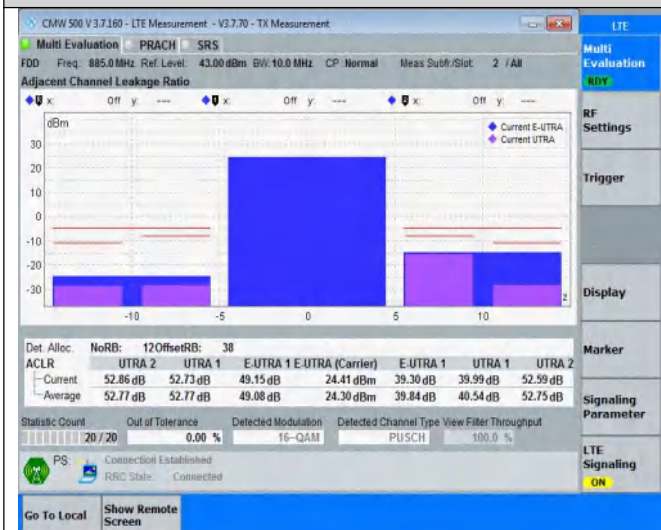 CMW 500 V 3.7.160 - LTE Measurement - V3.7.70 - TX Measurement
LTE
Multi Evaluation PRACH SRS
Multi Evaluation
RDY
FDD Freq: 885.0 MHz Ref. Level: 43.00 dBm BW: 10.0 MHz CP: Normal Meas Subfr./Slot: 2 / All
Adjacent Channel Leakage Ratio
x: Off y: --- x: Off y: --- x: Off y: ---
dBm
Current E-UTRA
Current UTRA
30
20
10
0
-10
-20
-30
z
-10 -5 0 5 10
RF Settings
Trigger
Display
Marker
Signaling Parameter
LTE Signaling
ON
Det. Alloc. NoRB: 12 OffsetRB: 38
ACLR UTRA 2 UTRA 1 E-UTRA 1 E-UTRA (Carrier) E-UTRA 1 UTRA 1 UTRA 2
Current 52.86 dB 52.73 dB 49.15 dB 24.41 dBm 39.30 dB 39.99 dB 52.59 dB
Average 52.77 dB 52.77 dB 49.08 dB 24.30 dBm 39.84 dB 40.54 dB 52.75 dB
Statistic Count Out of Tolerance Detected Modulation Detected Channel Type View Filter Throughput
20 / 20 0.00 % 16-QAM PUSCH 100.0 %
PS: Connection Established
RRC State: Connected
Go To Local Show Remote Screen